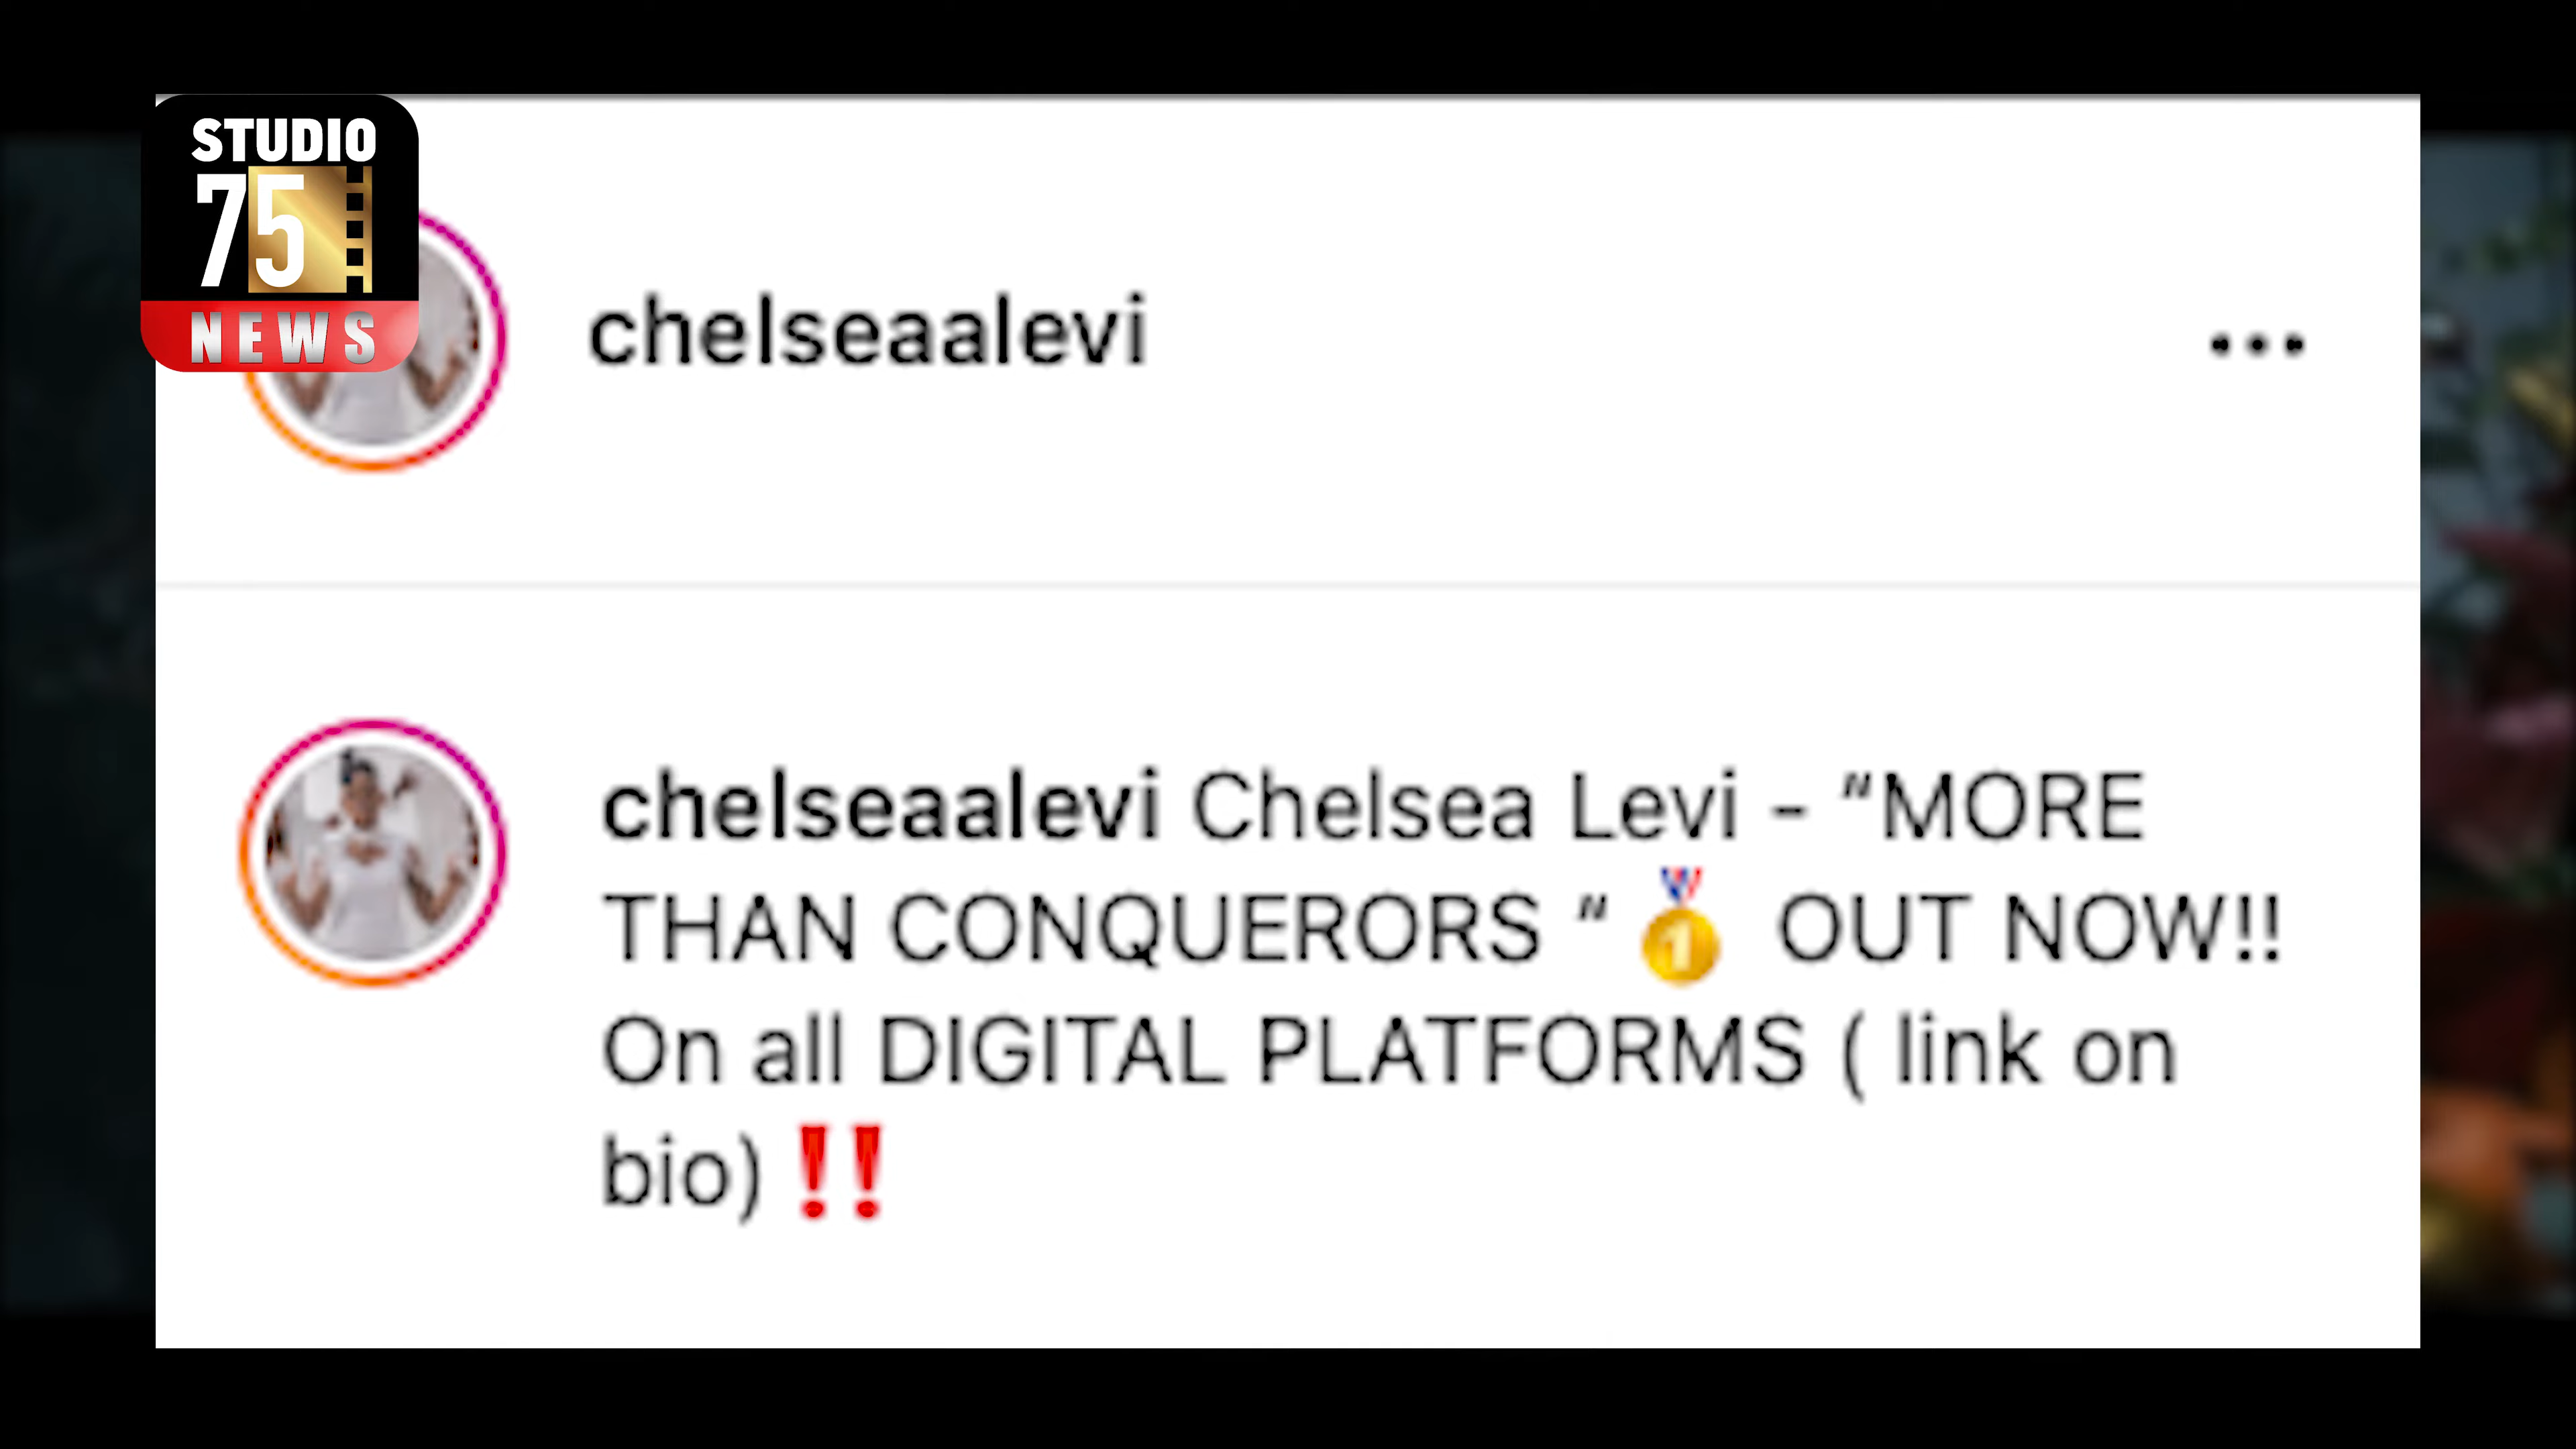 STUDIO
75
NEWS
chelseaalevi
chelseaalevi Chelsea Levi - “MORE
THAN CONQUERORS “🥇 OUT NOW!!
On all DIGITAL PLATFORMS ( link on
bio)‼️